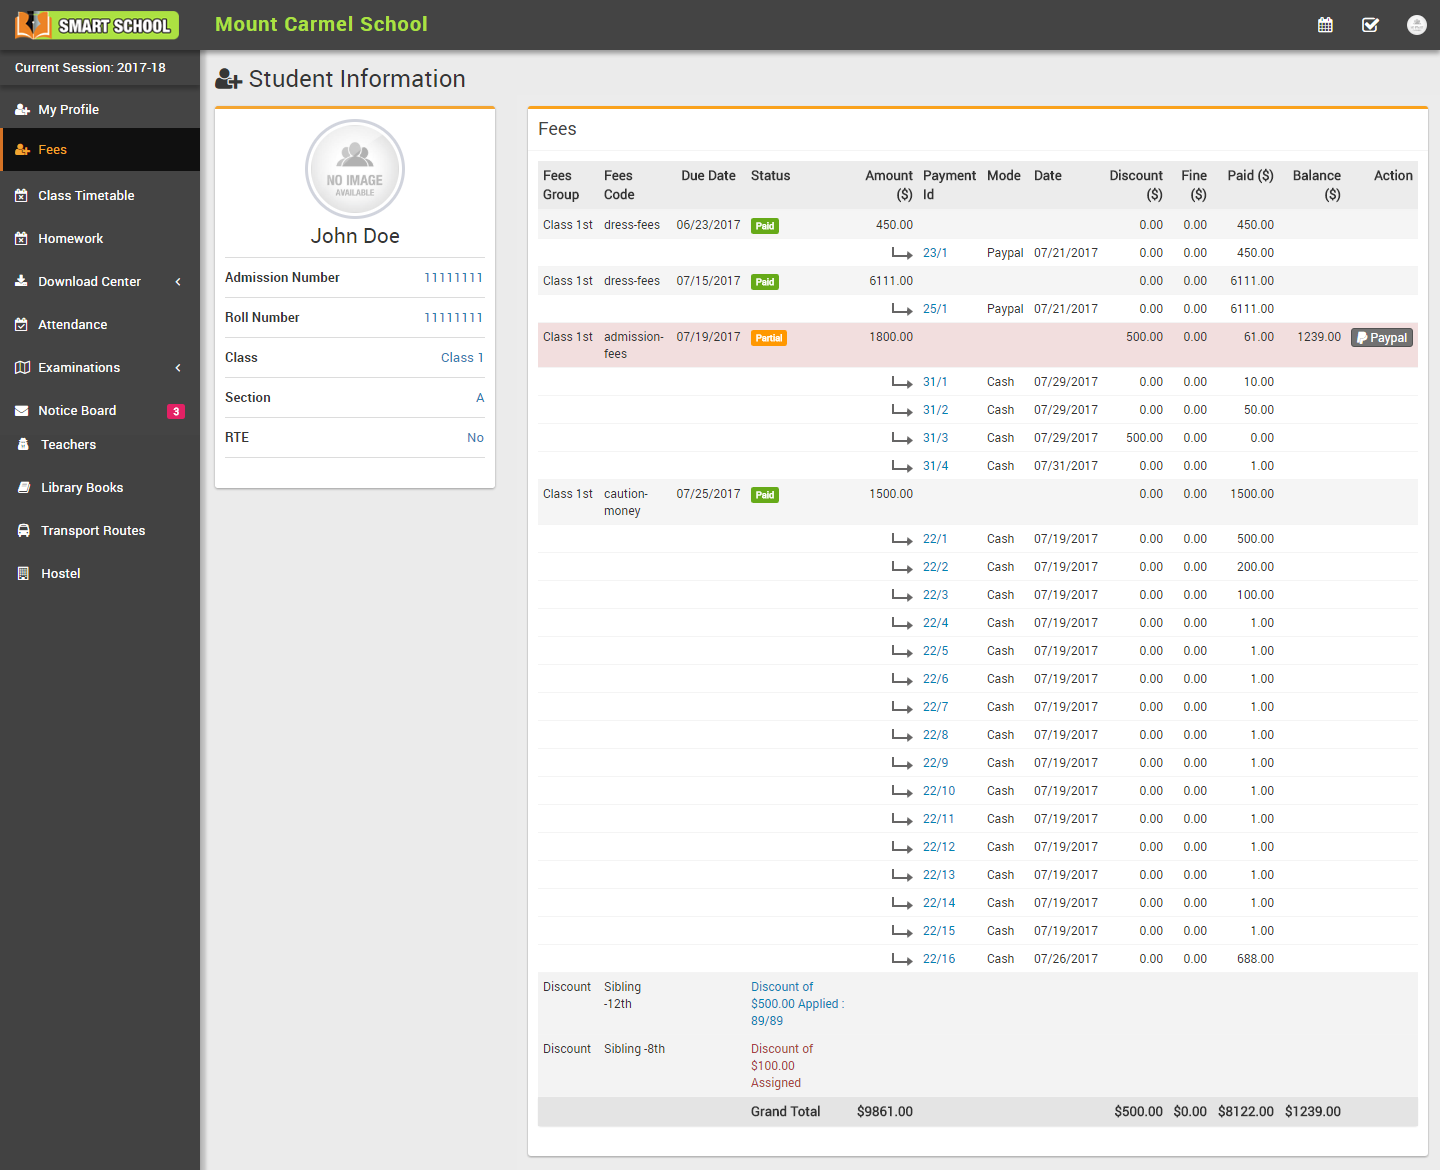 SMART SCHOOL
Mount Carmel School
Current Session: 2017-18
My Profile
Fees
Class Timetable
Homework
Download Center
Attendance
Examinations
Notice Board 3
Teachers
Library Books
Transport Routes
Hostel
Student Information
NO IMAGE
AVAILABLE
John Doe
Admission Number 11111111
Roll Number 11111111
Class Class 1
Section A
RTE No
Fees
Fees Group Fees Code Due Date Status Amount ($) Payment Id Mode Date Discount ($) Fine ($) Paid ($) Balance ($) Action
Class 1st dress-fees 06/23/2017 Paid 450.00 0.00 0.00 450.00
23/1 Paypal 07/21/2017 0.00 0.00 450.00
Class 1st dress-fees 07/15/2017 Paid 6111.00 0.00 0.00 6111.00
25/1 Paypal 07/21/2017 0.00 0.00 6111.00
Class 1st admission-fees 07/19/2017 Partial 1800.00 500.00 0.00 61.00 1239.00 Paypal
31/1 Cash 07/29/2017 0.00 0.00 10.00
31/2 Cash 07/29/2017 0.00 0.00 50.00
31/3 Cash 07/29/2017 500.00 0.00 0.00
31/4 Cash 07/31/2017 0.00 0.00 1.00
Class 1st caution-money 07/25/2017 Paid 1500.00 0.00 0.00 1500.00
22/1 Cash 07/19/2017 0.00 0.00 500.00
22/2 Cash 07/19/2017 0.00 0.00 200.00
22/3 Cash 07/19/2017 0.00 0.00 100.00
22/4 Cash 07/19/2017 0.00 0.00 1.00
22/5 Cash 07/19/2017 0.00 0.00 1.00
22/6 Cash 07/19/2017 0.00 0.00 1.00
22/7 Cash 07/19/2017 0.00 0.00 1.00
22/8 Cash 07/19/2017 0.00 0.00 1.00
22/9 Cash 07/19/2017 0.00 0.00 1.00
22/10 Cash 07/19/2017 0.00 0.00 1.00
22/11 Cash 07/19/2017 0.00 0.00 1.00
22/12 Cash 07/19/2017 0.00 0.00 1.00
22/13 Cash 07/19/2017 0.00 0.00 1.00
22/14 Cash 07/19/2017 0.00 0.00 1.00
22/15 Cash 07/19/2017 0.00 0.00 1.00
22/16 Cash 07/26/2017 0.00 0.00 688.00
Discount Sibling -12th Discount of $500.00 Applied : 89/89
Discount Sibling -8th Discount of $100.00 Assigned
Grand Total $9861.00 $500.00 $0.00 $8122.00 $1239.00